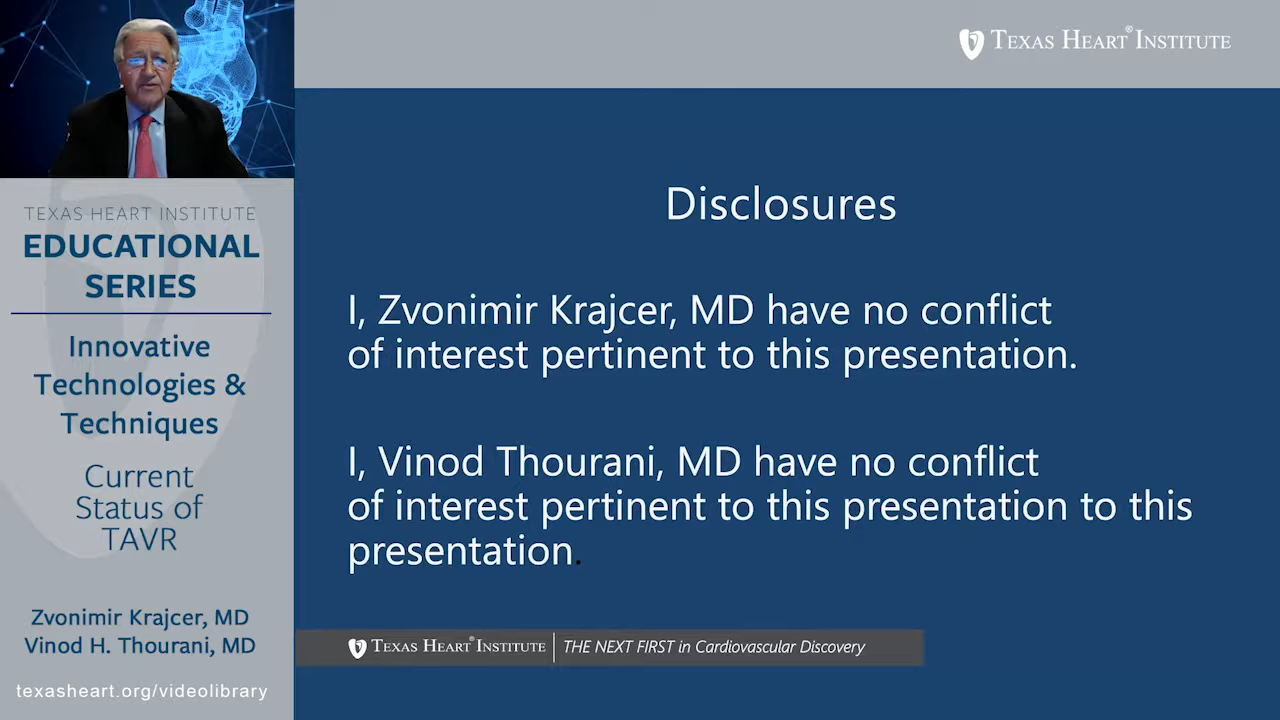 TEXAS HEART® INSTITUTE
TEXAS HEART INSTITUTE
EDUCATIONAL
SERIES
Innovative
Technologies &
Techniques
Current
Status of
TAVR
Zvonimir Krajcer, MD
Vinod H. Thourani, MD
texasheart.org/videolibrary
Disclosures
I, Zvonimir Krajcer, MD have no conflict
of interest pertinent to this presentation.
I, Vinod Thourani, MD have no conflict
of interest pertinent to this presentation to this
presentation.
TEXAS HEART® INSTITUTE | THE NEXT FIRST in Cardiovascular Discovery